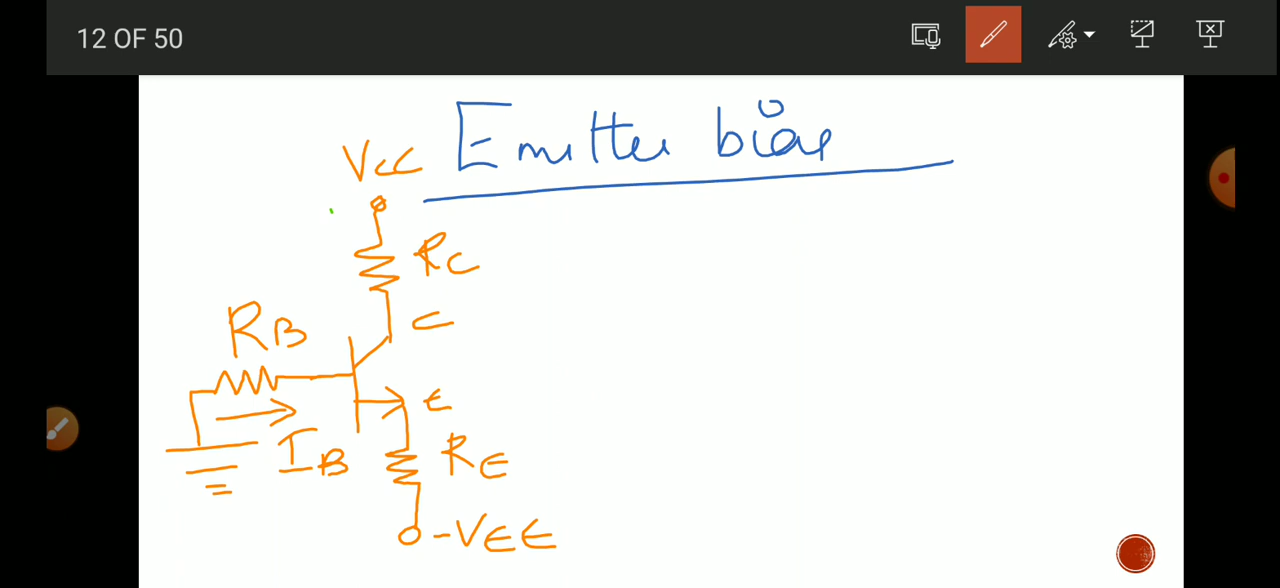 12 OF 50
Emitter bias
VCC
RC
RB
C
E
IB
RE
-VEE